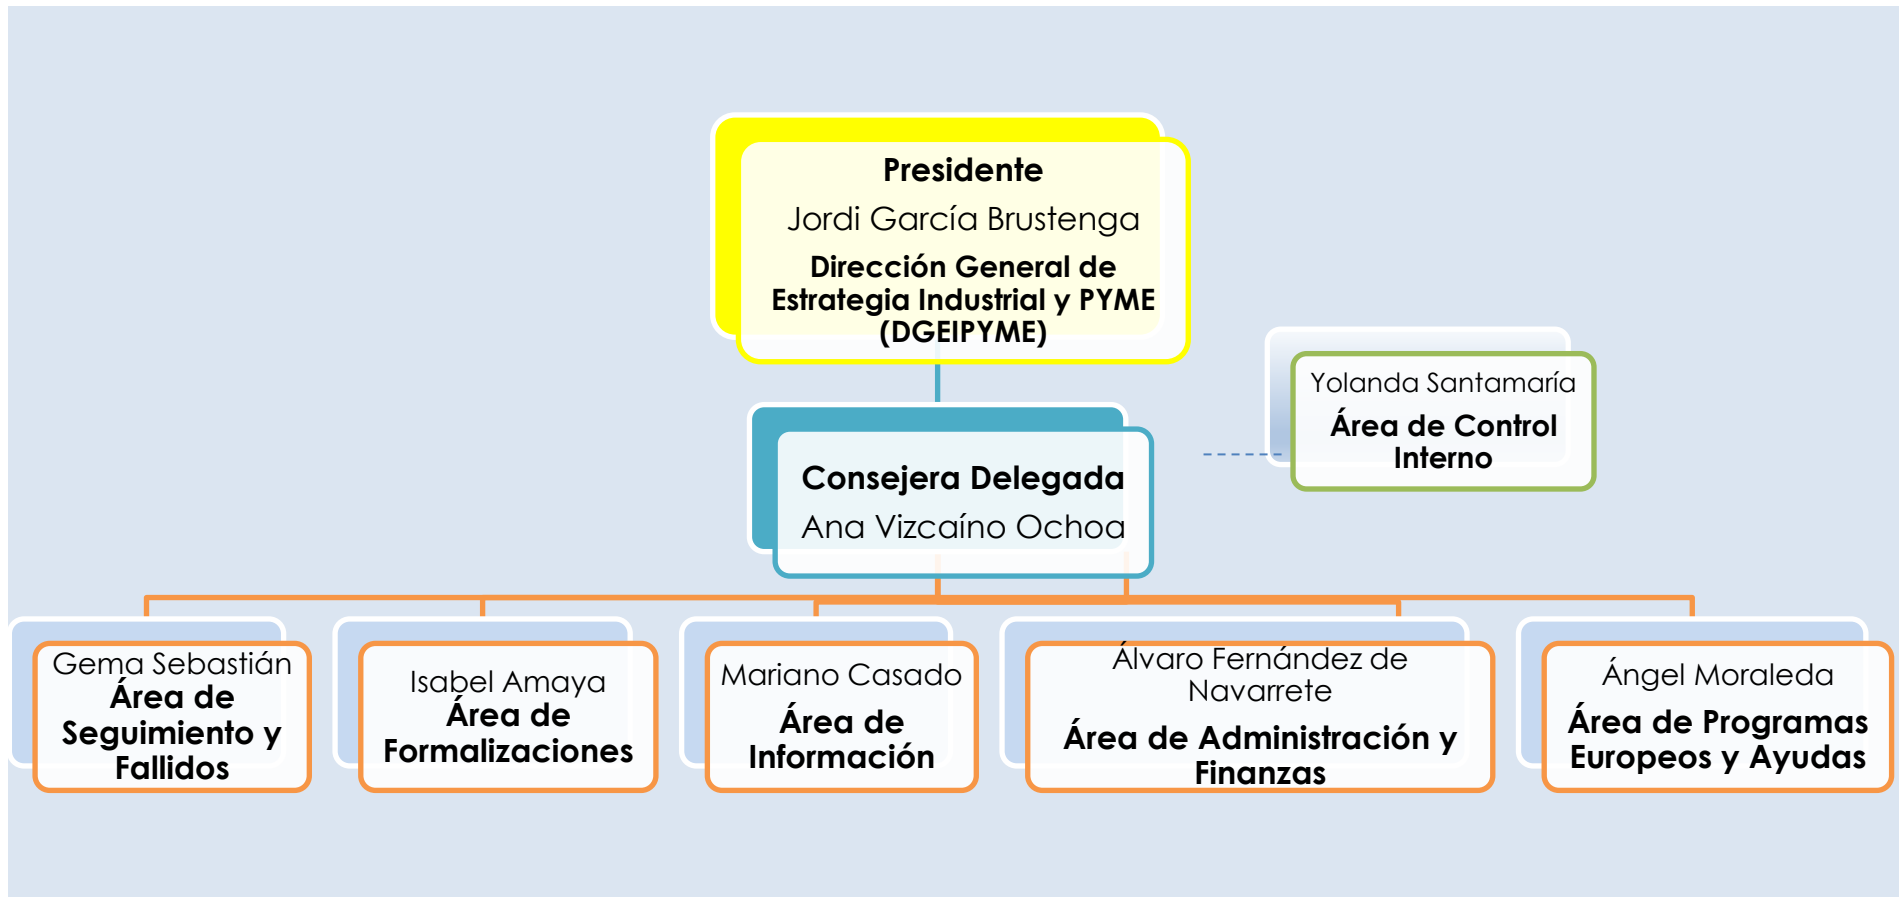 Presidente
Jordi García Brustenga
Dirección General de
Estrategia Industrial y PYME
(DGEIPYME)
Yolanda Santamaría
Área de Control
Interno
Consejera Delegada
Ana Vizcaíno Ochoa
Gema Sebastián
Área de
Seguimiento y
Fallidos
Isabel Amaya
Área de
Formalizaciones
Mariano Casado
Área de
Información
Álvaro Fernández de
Navarrete
Área de Administración y
Finanzas
Ángel Moraleda
Área de Programas
Europeos y Ayudas